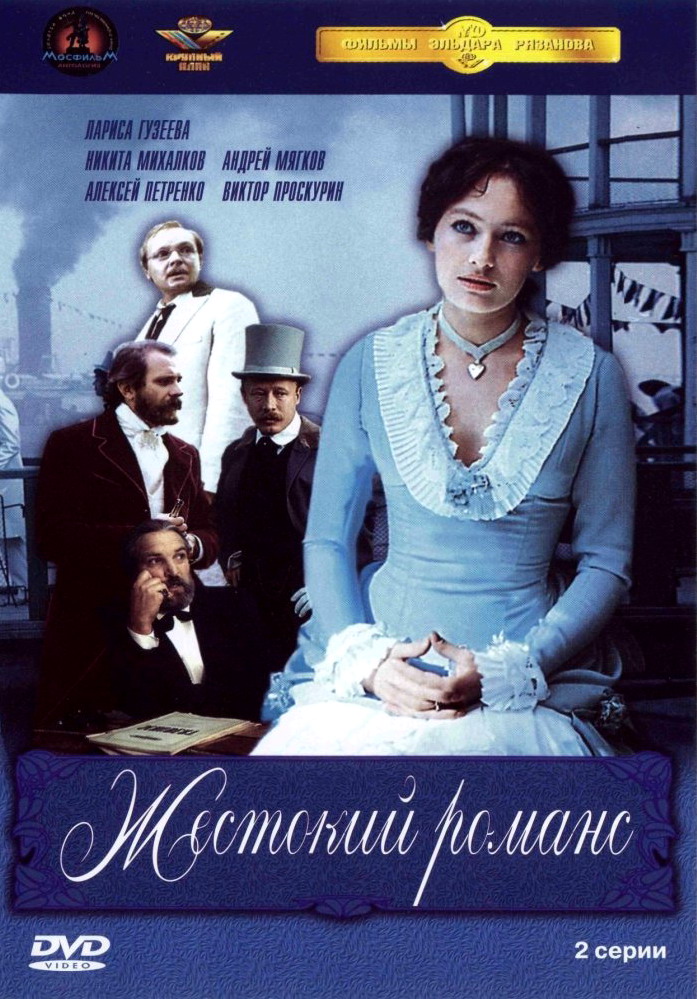 МОСФИЛЬМ
КРУПНЫЙ
ПЛАН
ФИЛЬМЫ ЭЛЬДАРА РЯЗАНОВА
ЛАРИСА ГУЗЕЕВА
НИКИТА МИХАЛКОВ АНДРЕЙ МЯГКОВ
АЛЕКСЕЙ ПЕТРЕНКО ВИКТОР ПРОСКУРИН
Жестокий романс
DVD
VIDEO
2 серии